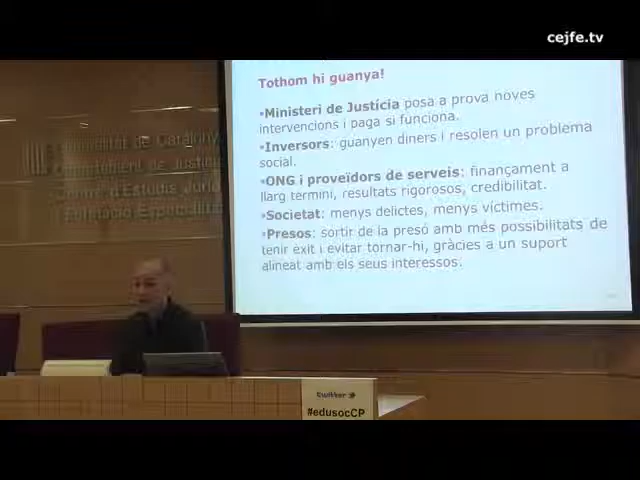 cejfe.tv
Tothom hi guanya!
▪Ministeri de Justícia posa a prova noves
intervencions i paga si funciona.
▪Inversors: guanyen diners i resolen un problema
social.
▪ONG i proveïdors de serveis: finançament a
llarg termini, resultats rigorosos, credibilitat.
▪Societat: menys delictes, menys víctimes.
▪Presos: sortir de la presó amb més possibilitats de
tenir èxit i evitar tornar-hi, gràcies a un suport
alineat amb els seus interessos.
Generalitat de Catalunya
Departament de Justícia
Centre d'Estudis Jurídics
Formació Especialitzada
twitter
#edusocCP